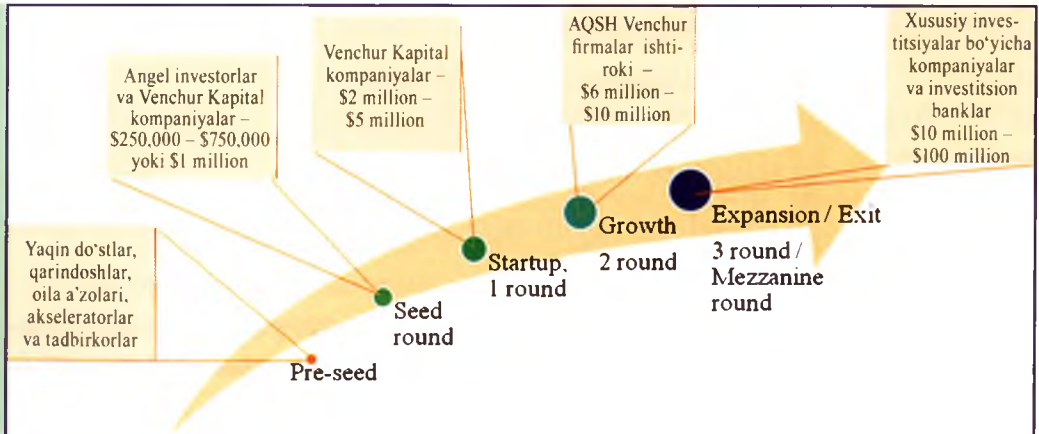 Yaqin do‘stlar,
qarindoshlar,
oila a’zolari,
akseleratorlar
va tadbirkorlar
Pre-seed
Angel investorlar
va Venchur Kapital
kompaniyalar –
$250,000 – $750,000
yoki $1 million
Seed
round
Venchur Kapital
kompaniyalar –
$2 million –
$5 million
Startup,
1 round
AQSH Venchur
firmalar ishti-
roki –
$6 million –
$10 million
Growth
2 round
Xususiy inves-
titsiyalar bo‘yicha
kompaniyalar
va investitsion
banklar
$10 million –
$100 million
Expansion / Exit
3 round /
Mezzanine
round